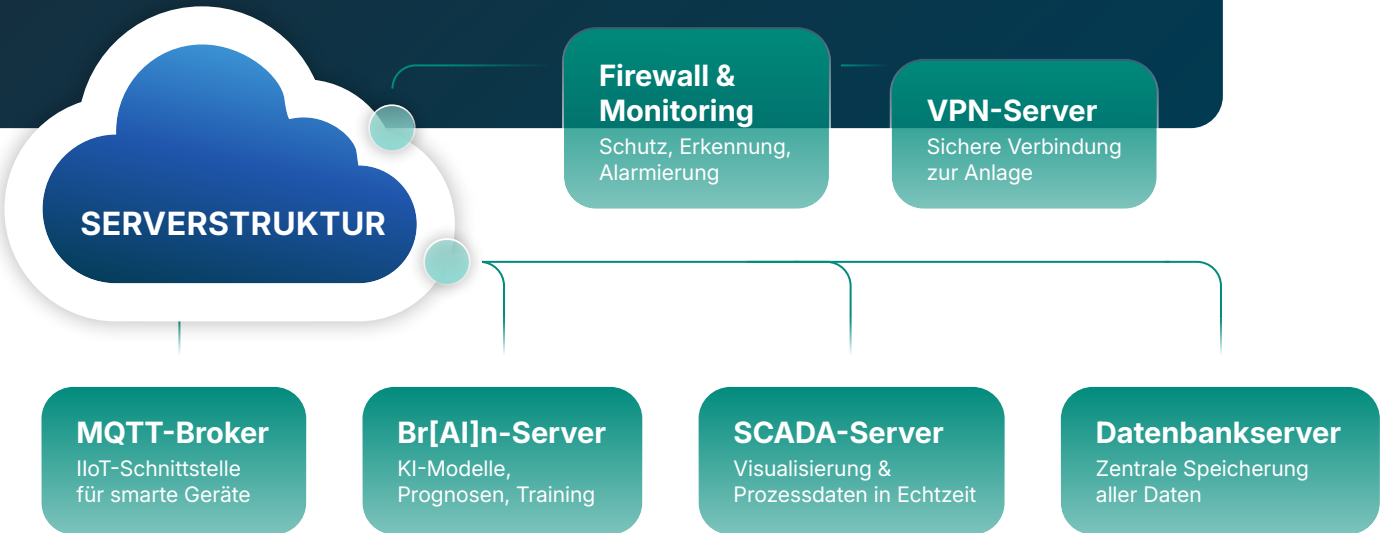 Firewall &
Monitoring
Schutz, Erkennung,
Alarmierung
VPN-Server
Sichere Verbindung
zur Anlage
SERVERSTRUKTUR
MQTT-Broker
IIoT-Schnittstelle
für smarte Geräte
Br[AI]n-Server
KI-Modelle,
Prognosen, Training
SCADA-Server
Visualisierung &
Prozessdaten in Echtzeit
Datenbankserver
Zentrale Speicherung
aller Daten